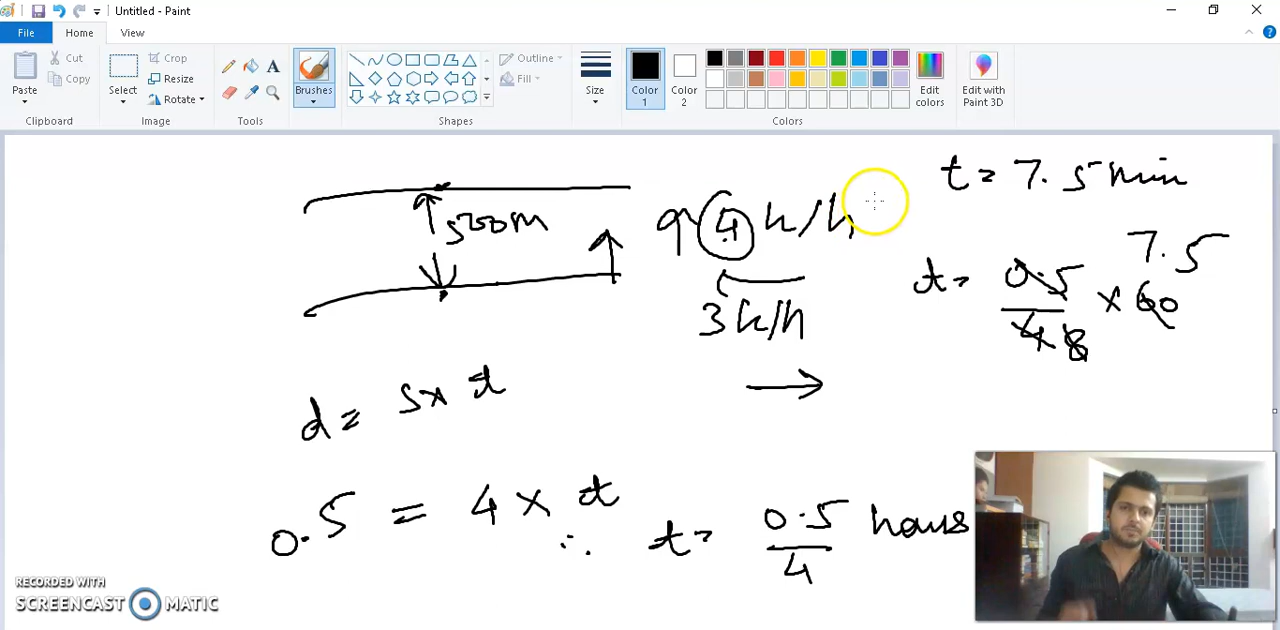 Untitled - Paint
File Home View
Paste
Cut
Copy
Clipboard
Select
Crop
Resize
Rotate
Image
Tools
Brushes
Shapes
Outline
Fill
Size
Color 1
Color 2
Colors
Edit colors
Edit with Paint 3D
t = 7.5 min
500m
4 k/h
3 k/h
7.5
t = 0.5 × 60
4 8
d = s × t
0.5 = 4 × t
∴ t = 0.5 hours
4
RECORDED WITH
SCREENCAST MATIC